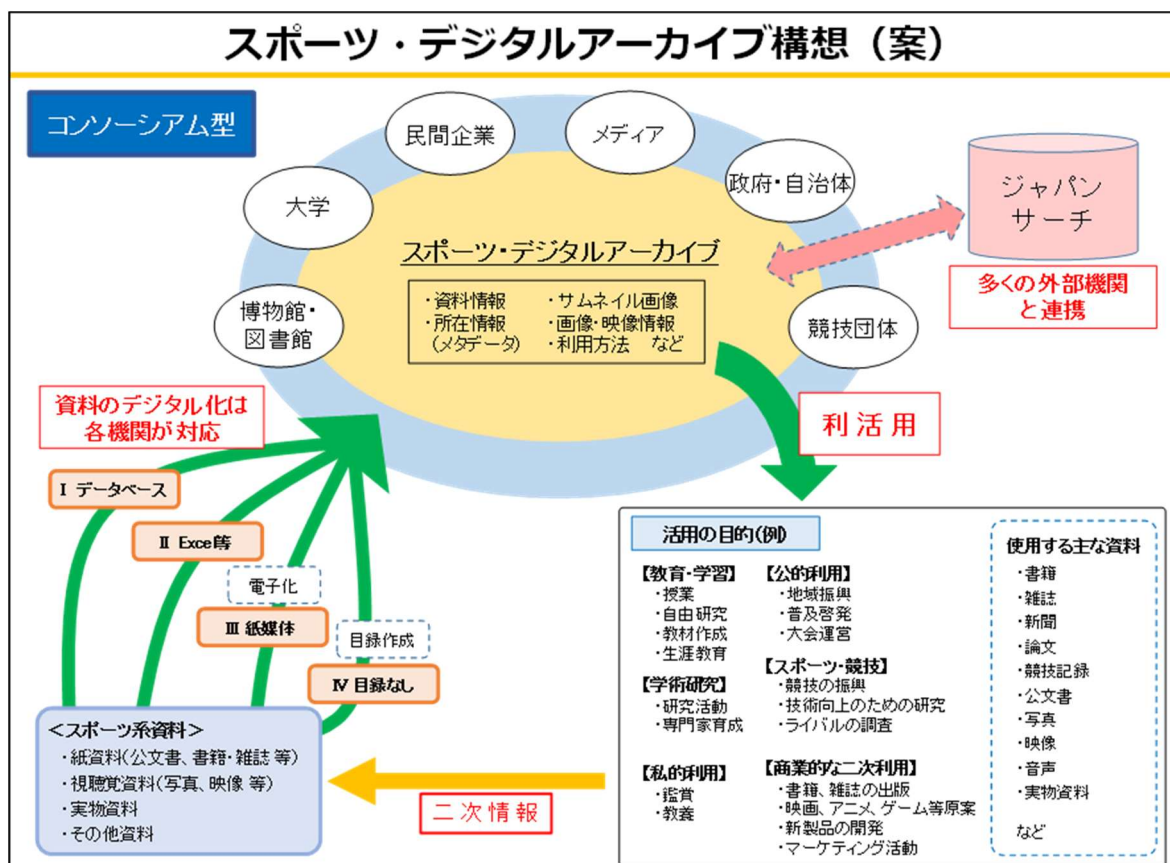 スポーツ・デジタルアーカイブ構想（案）
コンソーシアム型
民間企業
メディア
大学
政府・自治体
博物館・
図書館
競技団体
スポーツ・デジタルアーカイブ
・資料情報
・所在情報
(メタデータ)
・サムネイル画像
・画像・映像情報
・利用方法 など
ジャパン
サーチ
多くの外部機関
と連携
資料のデジタル化は
各機関が対応
利活用
Ⅰ データベース
Ⅱ Exce等
電子化
Ⅲ 紙媒体
目録作成
Ⅳ 目録なし
＜スポーツ系資料＞
・紙資料(公文書、書籍・雑誌 等)
・視聴覚資料(写真、映像 等)
・実物資料
・その他資料
二次情報
活用の目的(例)
【教育・学習】
・授業
・自由研究
・教材作成
・生涯教育
【学術研究】
・研究活動
・専門家育成
【私的利用】
・鑑賞
・教養
【公的利用】
・地域振興
・普及啓発
・大会運営
【スポーツ・競技】
・競技の振興
・技術向上のための研究
・ライバルの調査
【商業的な二次利用】
・書籍、雑誌の出版
・映画、アニメ、ゲーム等原案
・新製品の開発
・マーケティング活動
使用する主な資料
・書籍
・雑誌
・新聞
・論文
・競技記録
・公文書
・写真
・映像
・音声
・実物資料
など